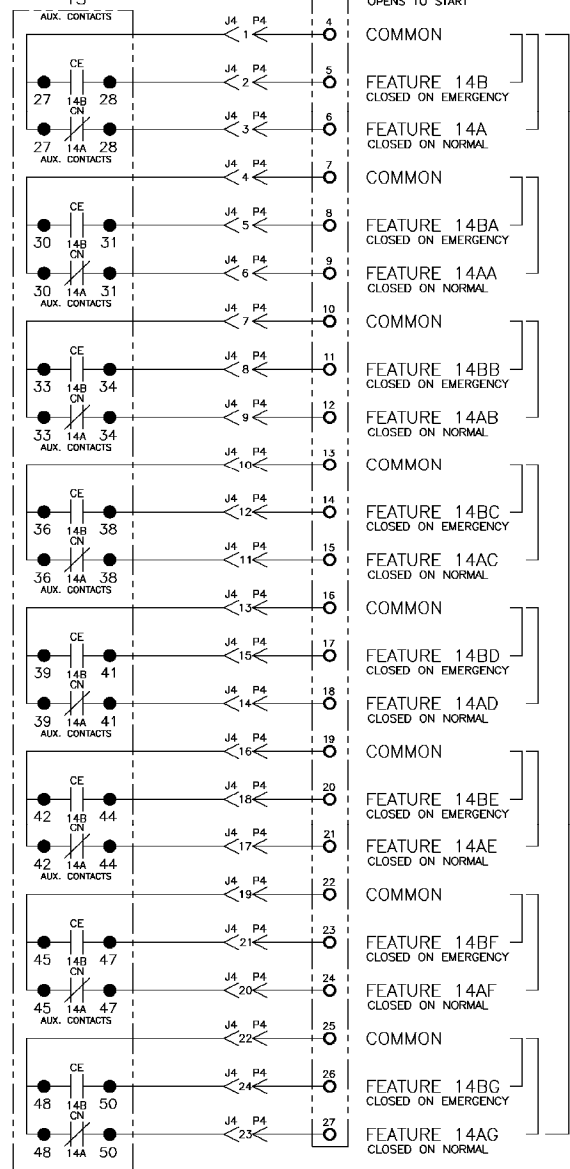 OPENS TO START
AUX. CONTACTS
J4 P4
1
4
COMMON
CE
J4 P4
2
5
FEATURE 14B
CLOSED ON EMERGENCY
27 14B 28
CN
J4 P4
3
6
FEATURE 14A
CLOSED ON NORMAL
27 14A 28
AUX. CONTACTS
J4 P4
4
7
COMMON
CE
J4 P4
5
8
FEATURE 14BA
CLOSED ON EMERGENCY
30 14B 31
CN
J4 P4
6
9
FEATURE 14AA
CLOSED ON NORMAL
30 14A 31
AUX. CONTACTS
J4 P4
7
10
COMMON
CE
J4 P4
8
11
FEATURE 14BB
CLOSED ON EMERGENCY
33 14B 34
CN
J4 P4
9
12
FEATURE 14AB
CLOSED ON NORMAL
33 14A 34
AUX. CONTACTS
J4 P4
10
13
COMMON
CE
J4 P4
12
14
FEATURE 14BC
CLOSED ON EMERGENCY
36 14B 38
CN
J4 P4
11
15
FEATURE 14AC
CLOSED ON NORMAL
36 14A 38
AUX. CONTACTS
J4 P4
13
16
COMMON
CE
J4 P4
15
17
FEATURE 14BD
CLOSED ON EMERGENCY
39 14B 41
CN
J4 P4
14
18
FEATURE 14AD
CLOSED ON NORMAL
39 14A 41
AUX. CONTACTS
J4 P4
16
19
COMMON
CE
J4 P4
18
20
FEATURE 14BE
CLOSED ON EMERGENCY
42 14B 44
CN
J4 P4
17
21
FEATURE 14AE
CLOSED ON NORMAL
42 14A 44
AUX. CONTACTS
J4 P4
19
22
COMMON
CE
J4 P4
21
23
FEATURE 14BF
CLOSED ON EMERGENCY
45 14B 47
CN
J4 P4
20
24
FEATURE 14AF
CLOSED ON NORMAL
45 14A 47
AUX. CONTACTS
J4 P4
22
25
COMMON
CE
J4 P4
24
26
FEATURE 14BG
CLOSED ON EMERGENCY
48 14B 50
CN
J4 P4
23
27
FEATURE 14AG
CLOSED ON NORMAL
48 14A 50